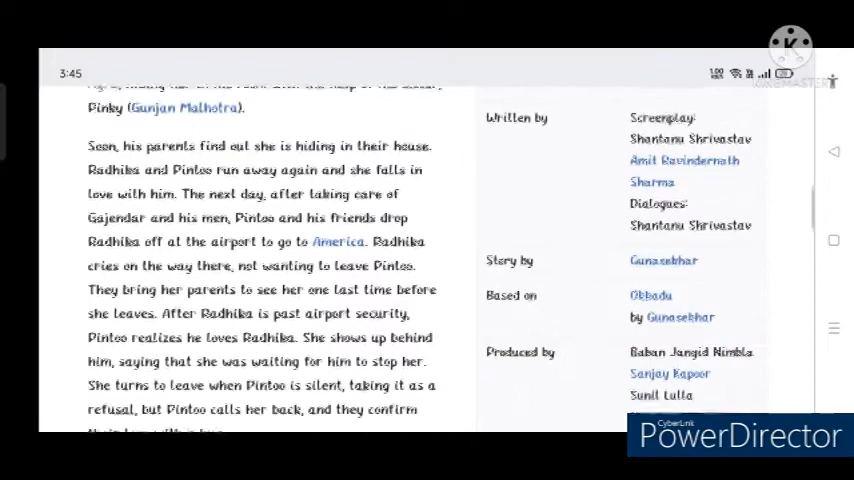 3:45
Pinky (Gunjan Malhotra).
Soon, his parents find out she is hiding in their house.
Radhika and Pintoo run away again and she falls in
love with him. The next day, after taking care of
Gajendar and his men, Pintoo and his friends drop
Radhika off at the airport to go to America. Radhika
cries on the way there, not wanting to leave Pintoo.
They bring her parents to see her one last time before
she leaves. After Radhika is past airport security,
Pintoo realizes he loves Radhika. She shows up behind
him, saying that she was waiting for him to stop her.
She turns to leave when Pintoo is silent, taking it as a
refusal, but Pintoo calls her back, and they confirm
Written by
Screenplay:
Shantanu Shrivastav
Amit Ravindernath
Sharma
Dialogues:
Shantanu Shrivastav
Story by
Gunasekhar
Based on
Okkadu
by Gunasekhar
Produced by
Baban Jangid Nimbla
Sanjay Kapoor
Sunil Lulla
K
KINEMASTER
CyberLink
PowerDirector